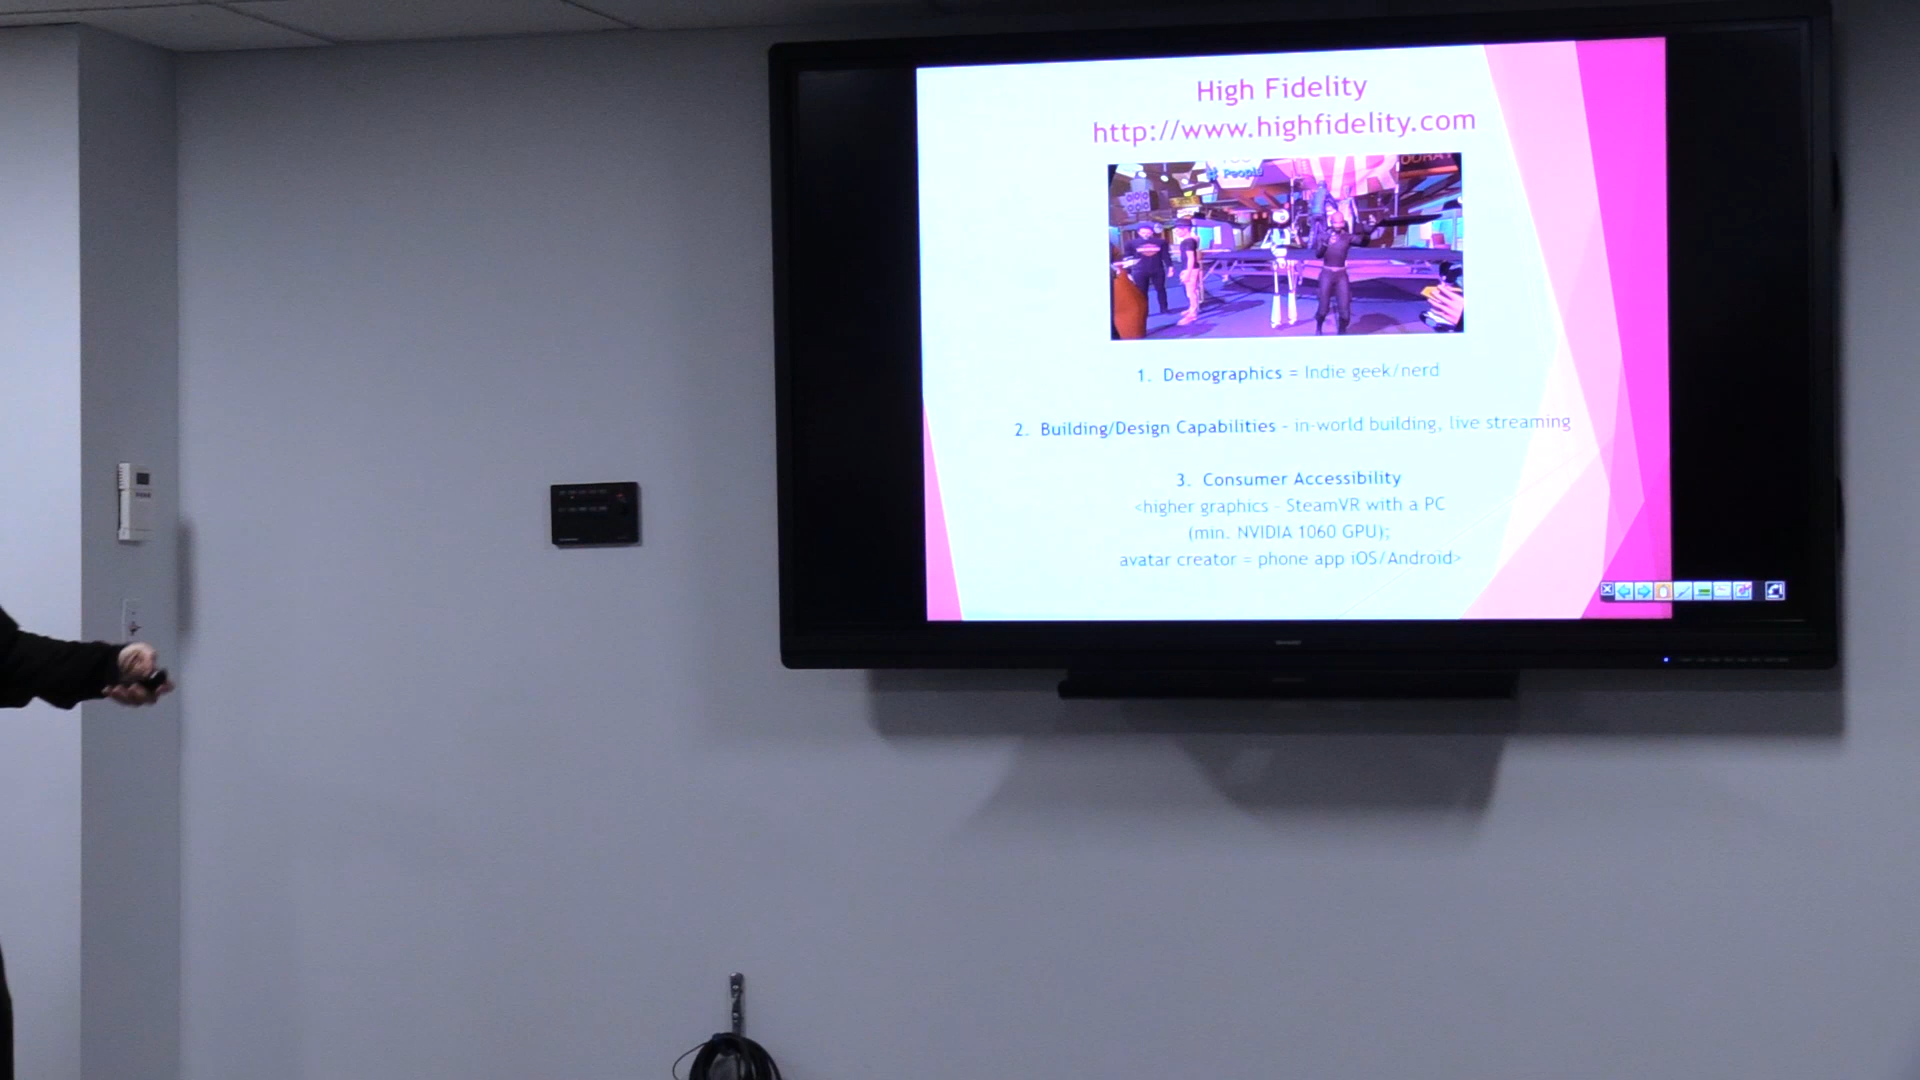 High Fidelity
http://www.highfidelity.com
People
1. Demographics = Indie geek/nerd
2. Building/Design Capabilities – in-world building, live streaming
3. Consumer Accessibility
<higher graphics – SteamVR with a PC
(min. NVIDIA 1060 GPU);
avatar creator = phone app iOS/Android>